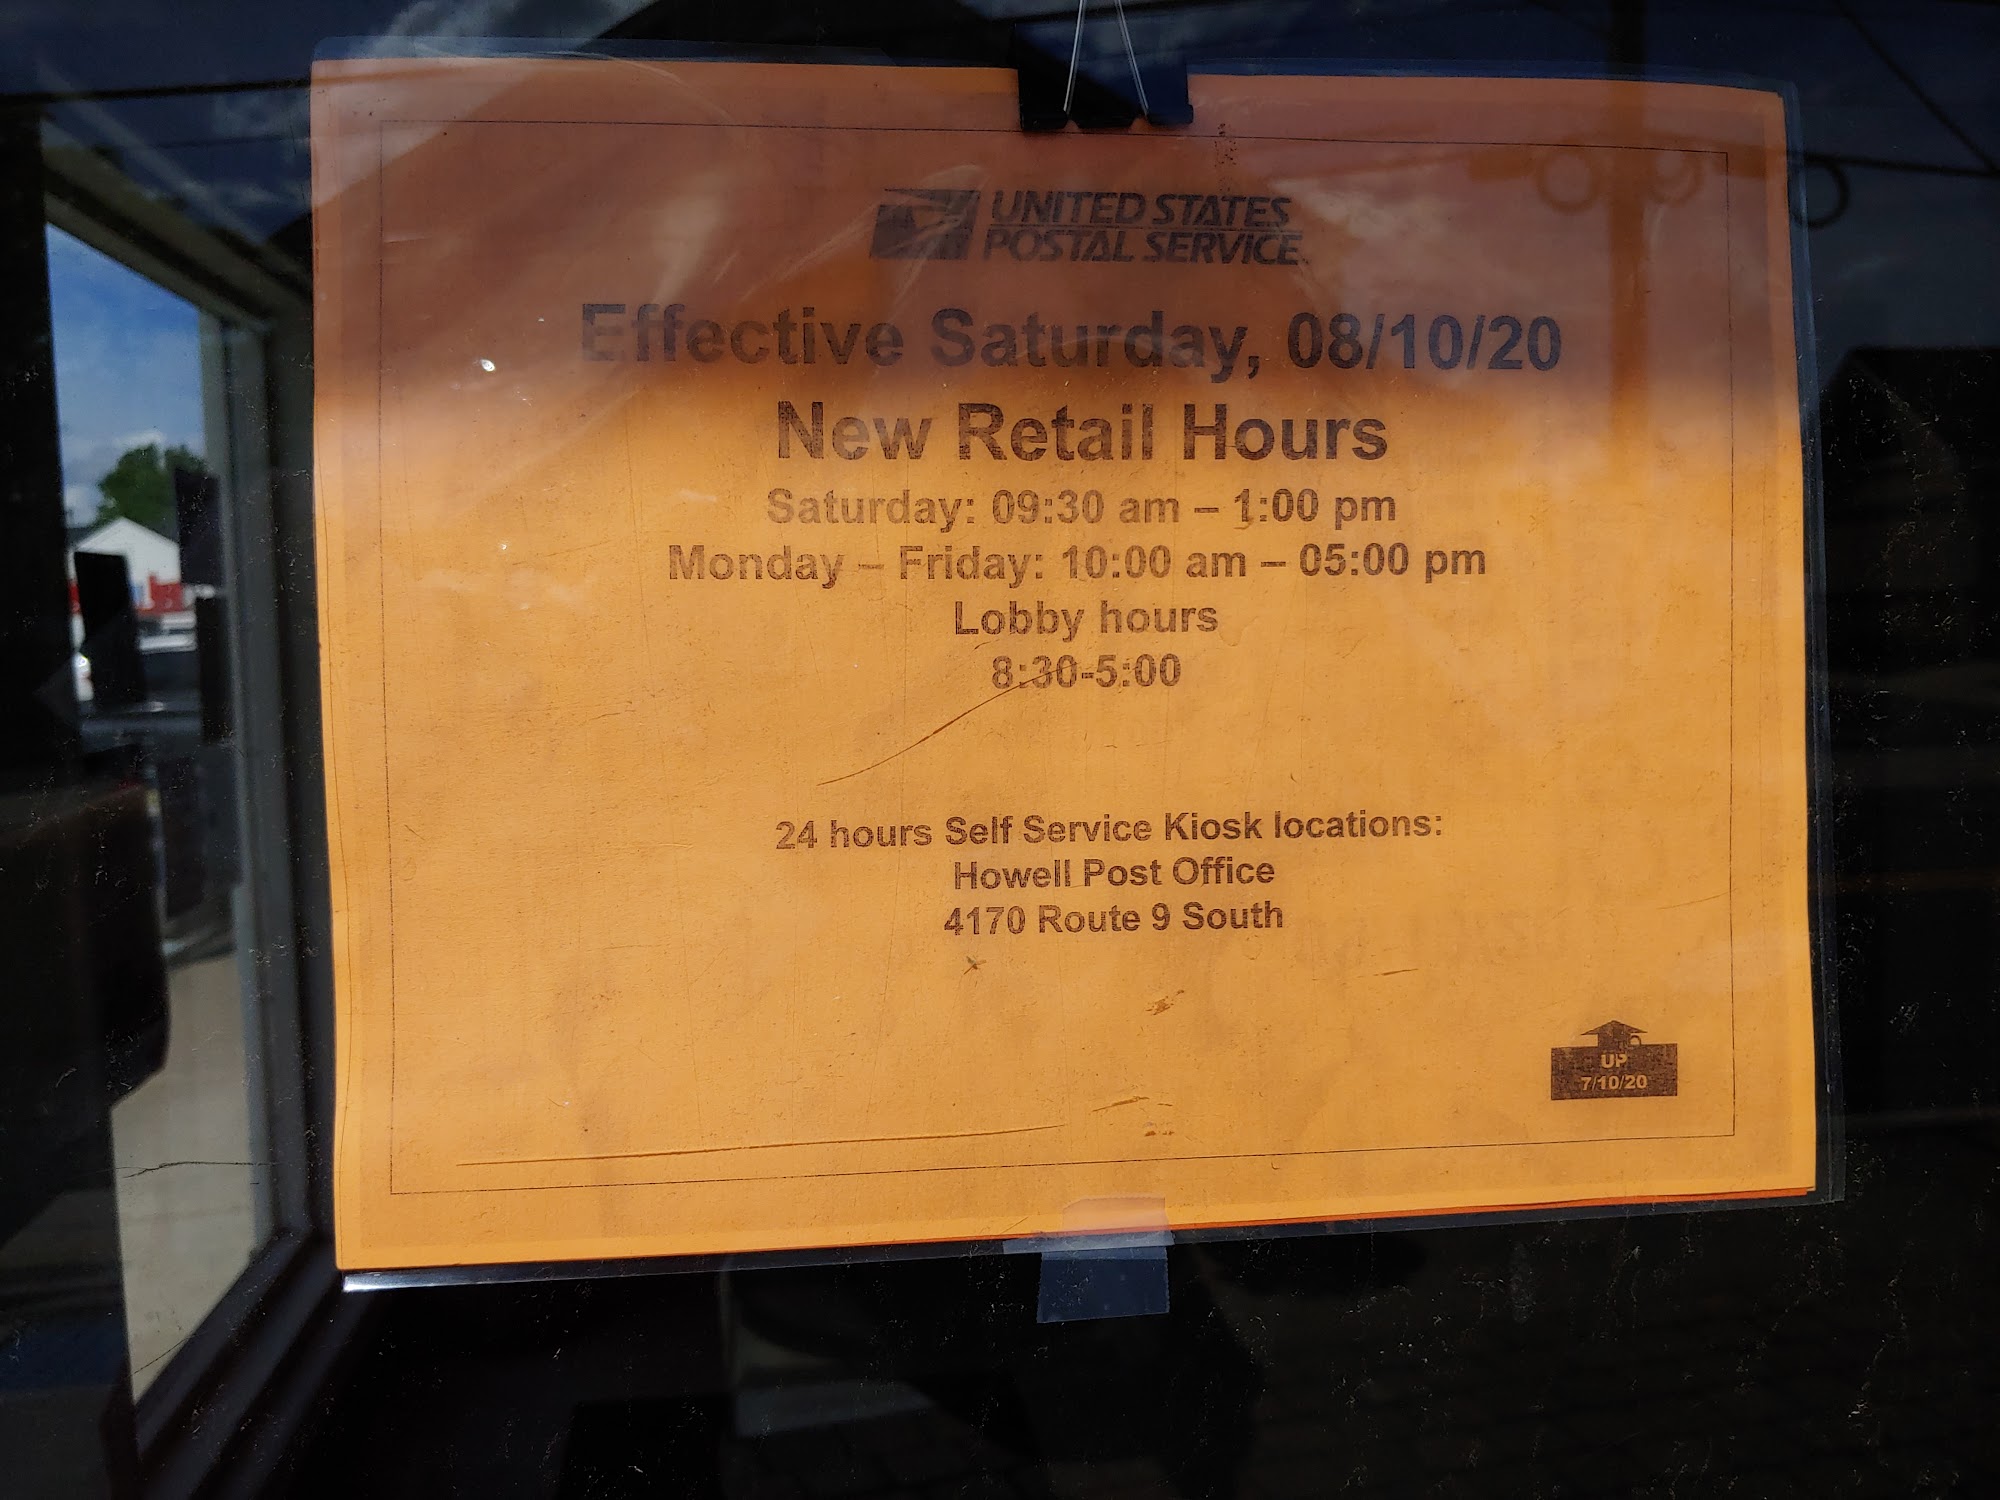 UNITED STATES
POSTAL SERVICE
Effective Saturday, 08/10/20
New Retail Hours
Saturday: 09:30 am – 1:00 pm
Monday – Friday: 10:00 am – 05:00 pm
Lobby hours
8:30-5:00
24 hours Self Service Kiosk locations:
Howell Post Office
4170 Route 9 South
UP
7/10/20